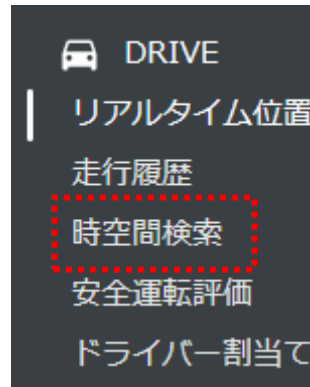 DRIVE
リアルタイム位置
走行履歴
時空間検索
安全運転評価
ドライバー割当て